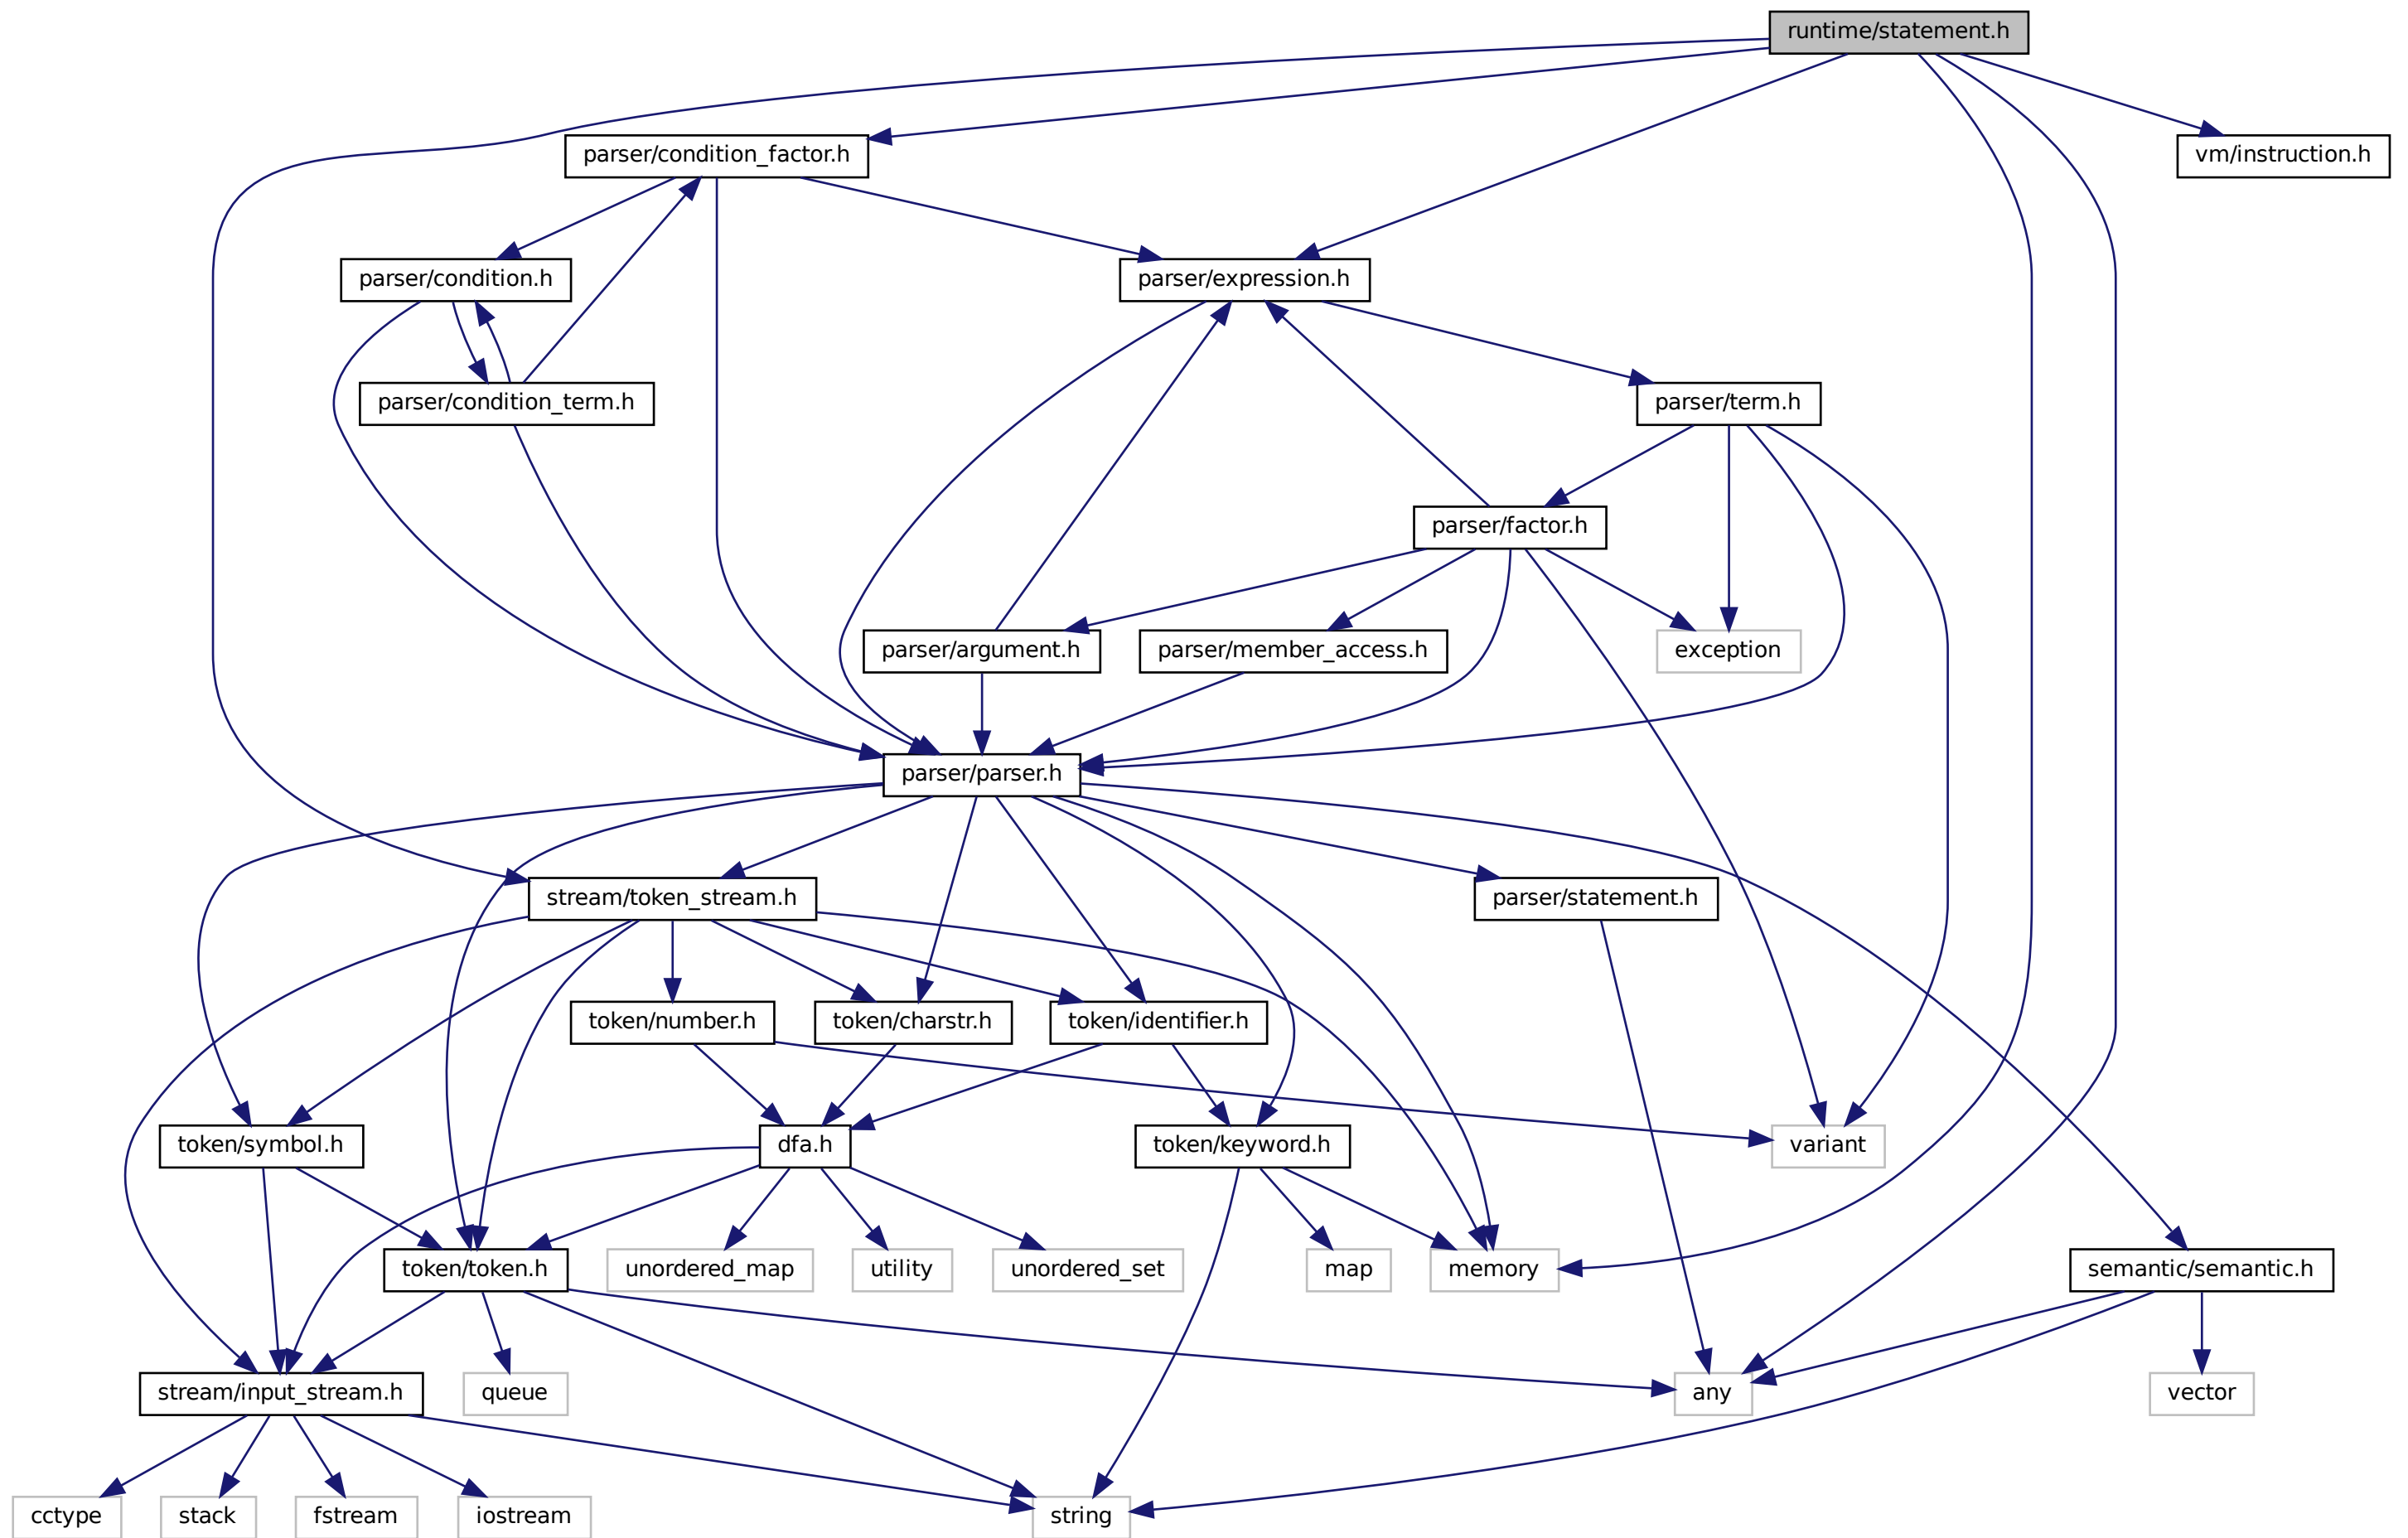 runtime/statement.h
parser/condition_factor.h
vm/instruction.h
parser/condition.h
parser/expression.h
parser/condition_term.h
parser/term.h
parser/factor.h
parser/argument.h
parser/member_access.h
exception
parser/parser.h
stream/token_stream.h
parser/statement.h
token/number.h
token/charstr.h
token/identifier.h
token/symbol.h
dfa.h
token/keyword.h
variant
token/token.h
unordered_map
utility
unordered_set
map
memory
semantic/semantic.h
stream/input_stream.h
queue
any
vector
cctype
stack
fstream
iostream
string